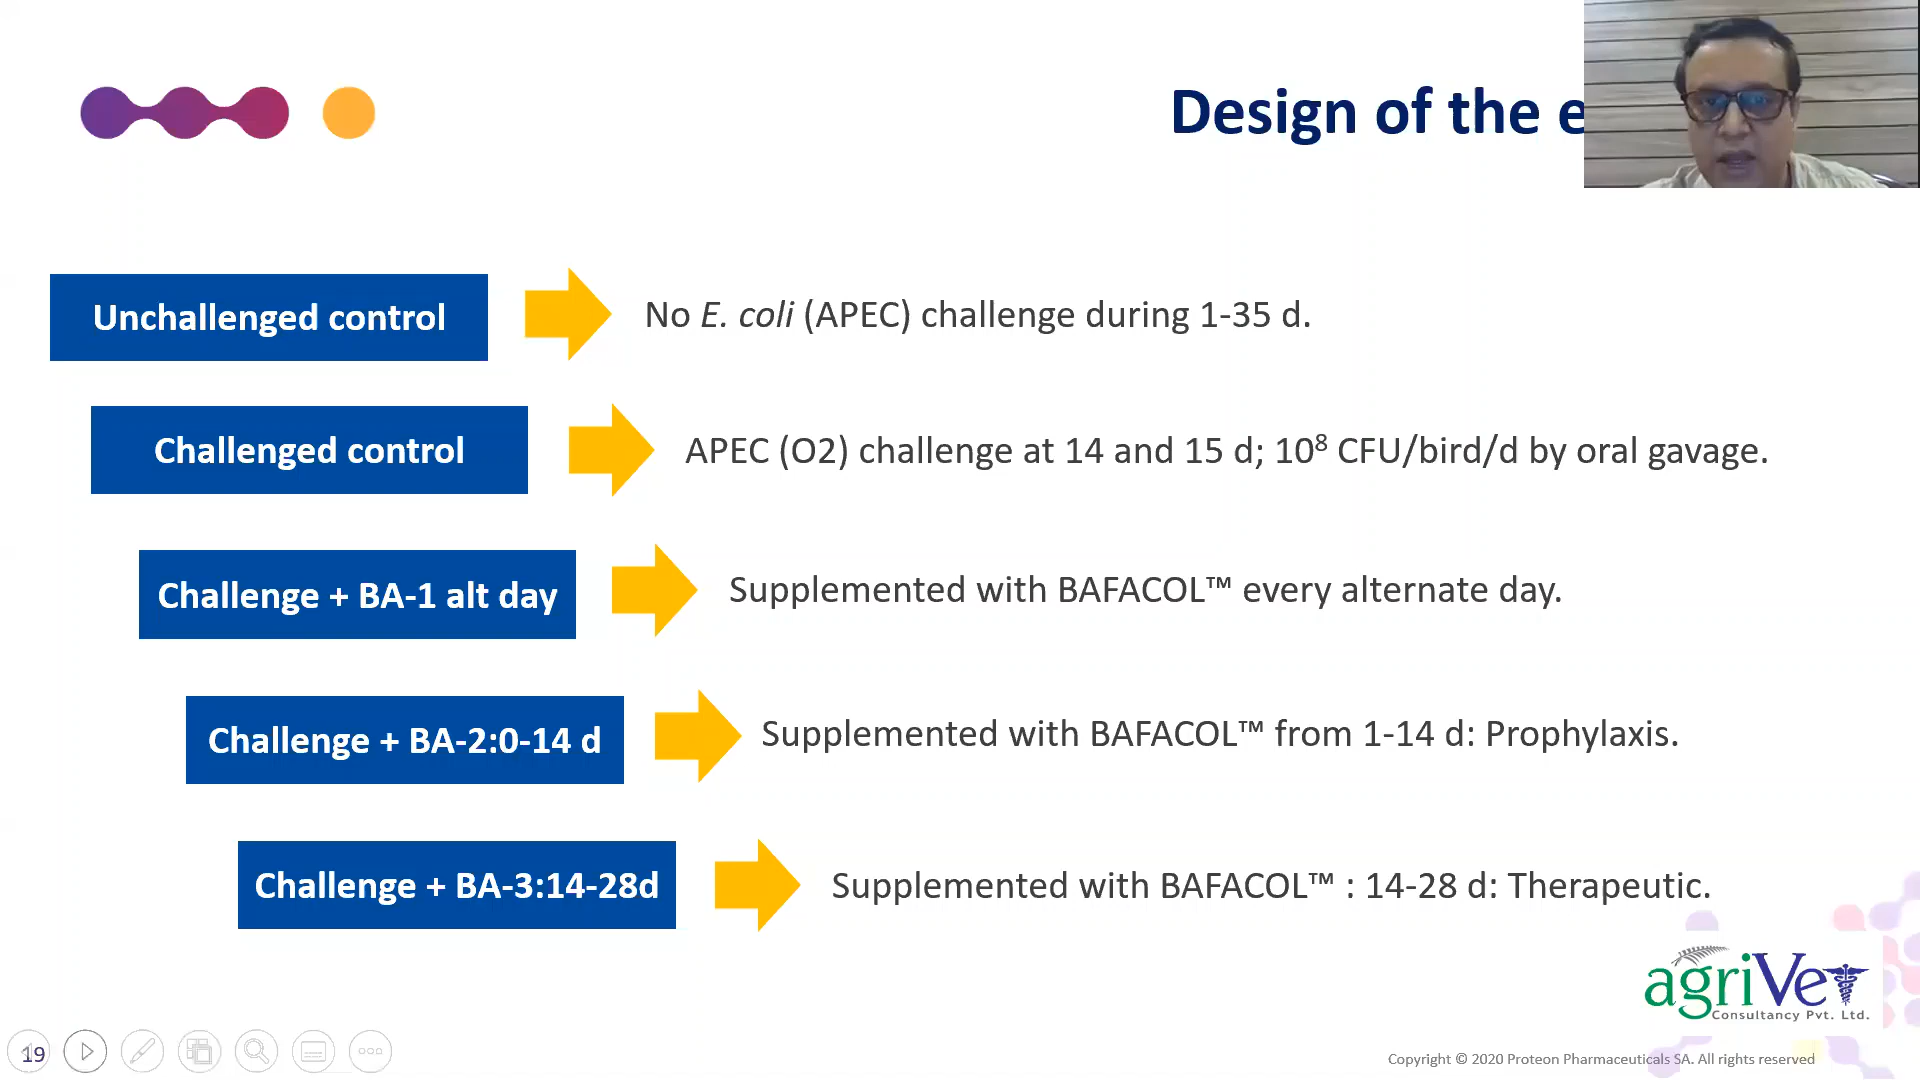 Design of the e
Unchallenged control
No E. coli (APEC) challenge during 1-35 d.
Challenged control
APEC (O2) challenge at 14 and 15 d; 10⁸ CFU/bird/d by oral gavage.
Challenge + BA-1 alt day
Supplemented with BAFACOL™ every alternate day.
Challenge + BA-2:0-14 d
Supplemented with BAFACOL™ from 1-14 d: Prophylaxis.
Challenge + BA-3:14-28d
Supplemented with BAFACOL™ : 14-28 d: Therapeutic.
agriVet
Consultancy Pvt. Ltd.
19
Copyright © 2020 Proteon Pharmaceuticals SA. All rights reserved